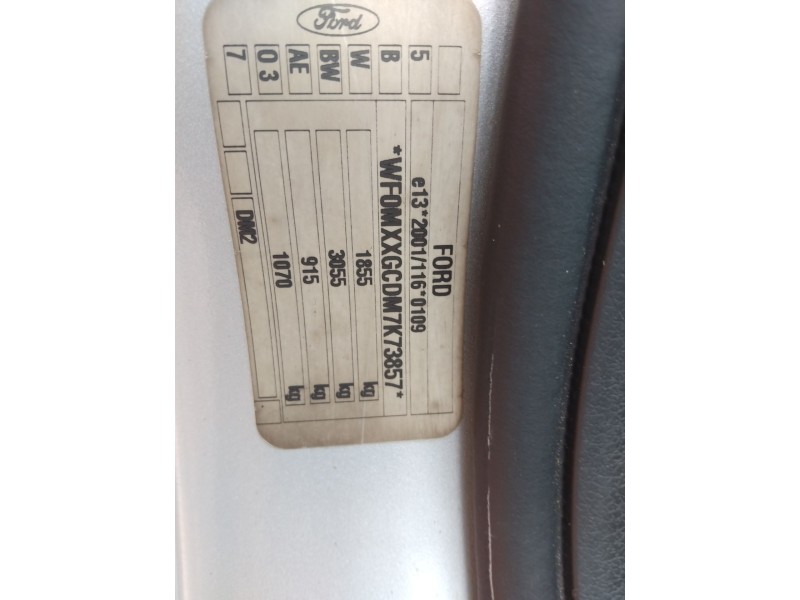 Ford
FORD
e13*2001/116*0109
*WF0MXXGCDM7K73857*
1855 kg
3055 kg
915 kg
1070 kg
DM2
5
B
W
BW
AE
03
7